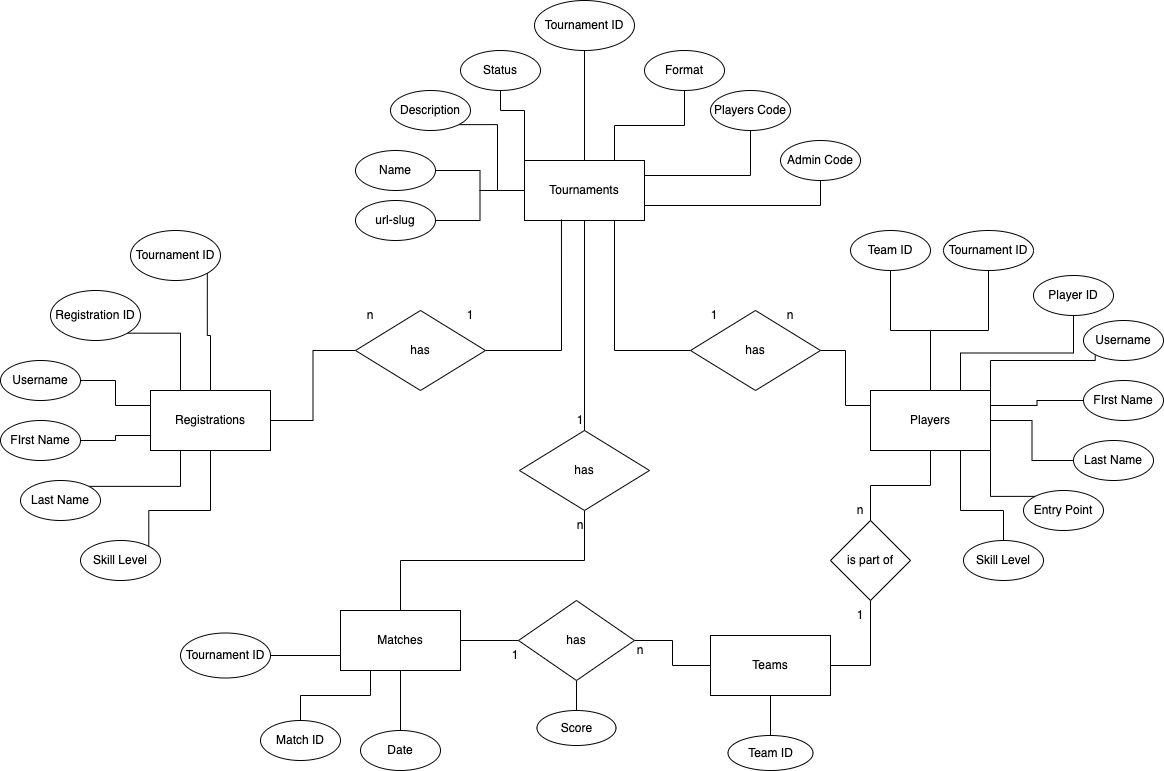 Tournament ID
Status
Format
Description
Players Code
Admin Code
Name
Tournaments
url-slug
Tournament ID
Team ID
Tournament ID
Registration ID
Player ID
n
1
1
n
Username
has
has
Username
FIrst Name
Registrations
Players
FIrst Name
Last Name
1
has
n
Last Name
Entry Point
n
Skill Level
is part of
Skill Level
1
Tournament ID
Matches
1
has
n
Teams
Score
Match ID
Date
Team ID